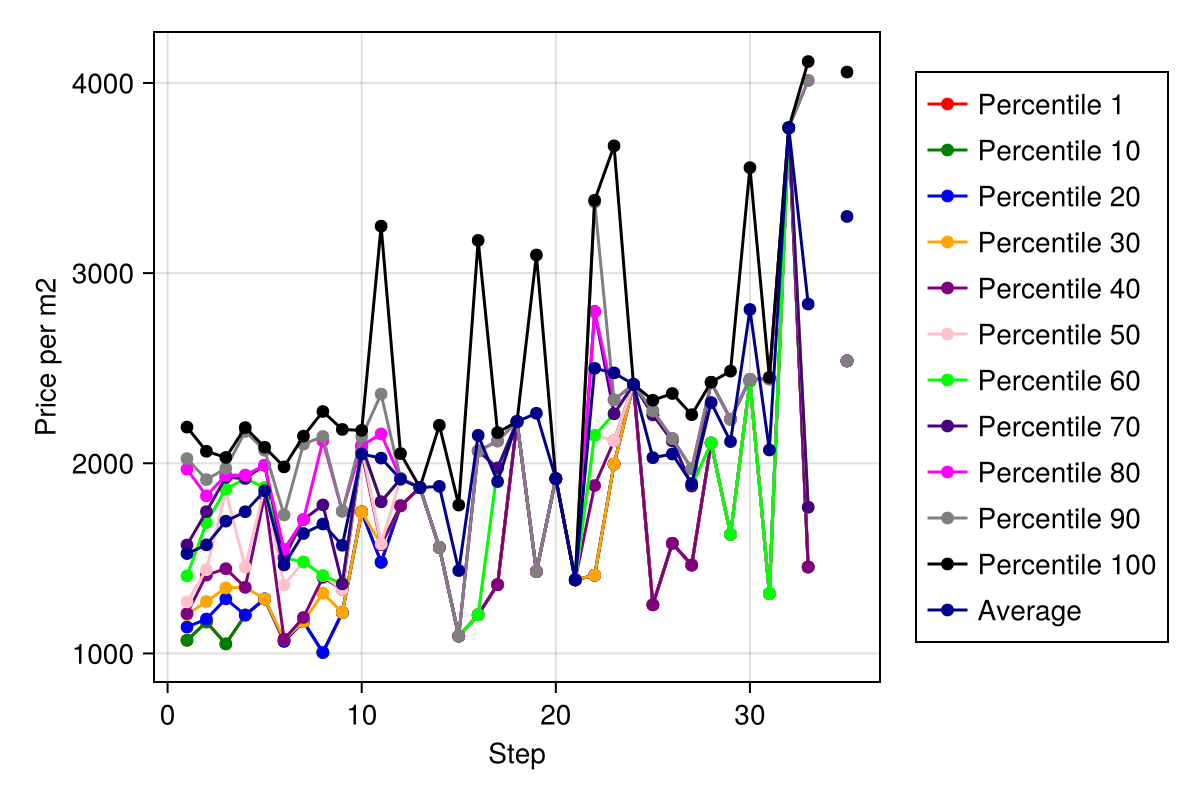 4000
3000
2000
1000
Price per m2
0 10 20 30
Step
Percentile 1
Percentile 10
Percentile 20
Percentile 30
Percentile 40
Percentile 50
Percentile 60
Percentile 70
Percentile 80
Percentile 90
Percentile 100
Average